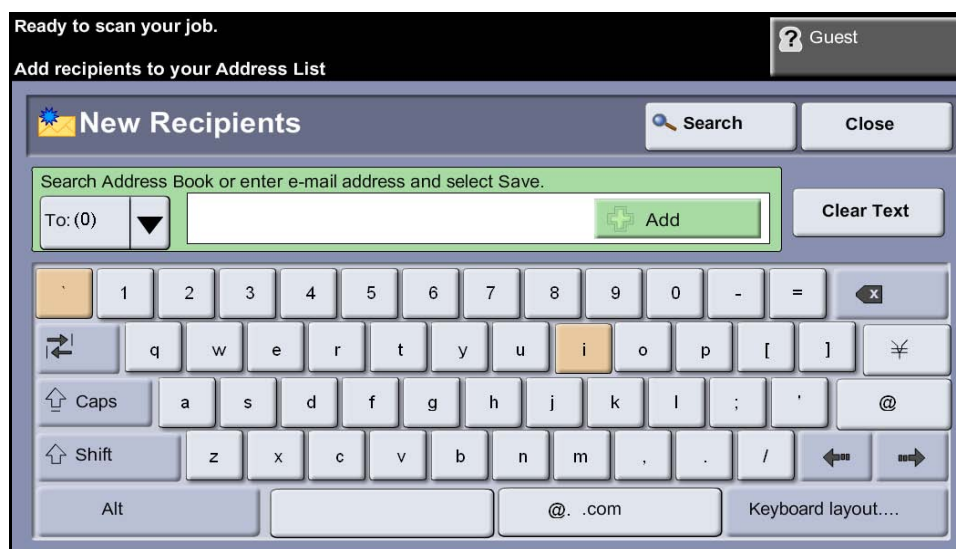 Ready to scan your job.
Guest
Add recipients to your Address List
New Recipients Search Close
Search Address Book or enter e-mail address and select Save.
To: (0) Add Clear Text
` 1 2 3 4 5 6 7 8 9 0 - = x
q w e r t y u i o p [ ] ¥
Caps a s d f g h j k l ; ' @
Shift z x c v b n m , . /
Alt @. .com Keyboard layout....